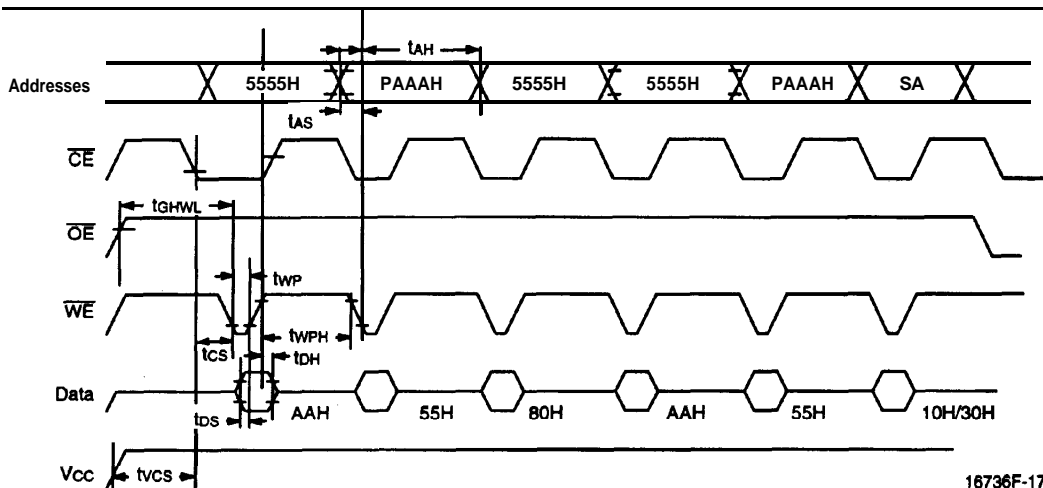 tAH
Addresses 5555H PAAAH 5555H 5555H PAAAH SA
tAS
CE
tGHWL
OE
tWP
WE
tWPH
tCS
tDH
Data AAH 55H 80H AAH 55H 10H/30H
tDS
VCC tVCS
16736F-17